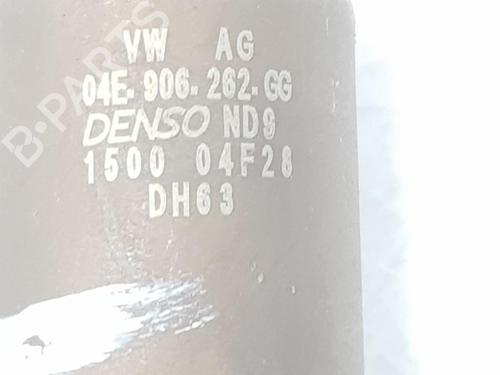 VW AG
04E-906-262-GG
DENSO ND9
1500 04F28
DH63
B-PARTS